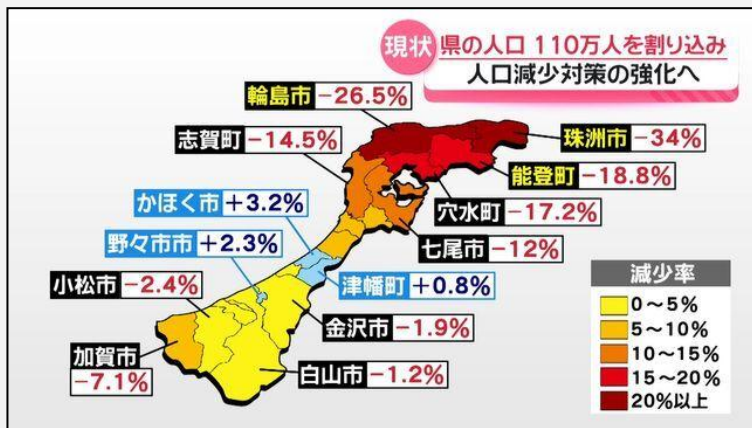 現状
県の人口 110万人を割り込み
人口減少対策の強化へ
輪島市 -26.5%
志賀町 -14.5%
珠洲市 -34%
能登町 -18.8%
穴水町 -17.2%
かほく市 +3.2%
七尾市 -12%
野々市市 +2.3%
小松市 -2.4%
津幡町 +0.8%
金沢市 -1.9%
加賀市
-7.1%
白山市 -1.2%
減少率
0～5%
5～10%
10～15%
15～20%
20%以上